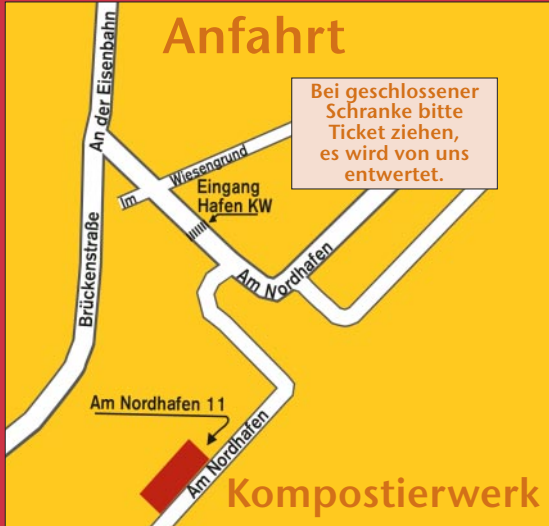 Anfahrt
Bei geschlossener
Schranke bitte
Ticket ziehen,
es wird von uns
entwertet.
An der Eisenbahn
Im Wiesengrund
Eingang
Hafen KW
Brückenstraße
Am Nordhafen
Am Nordhafen 11
Am Nordhafen
Kompostierwerk